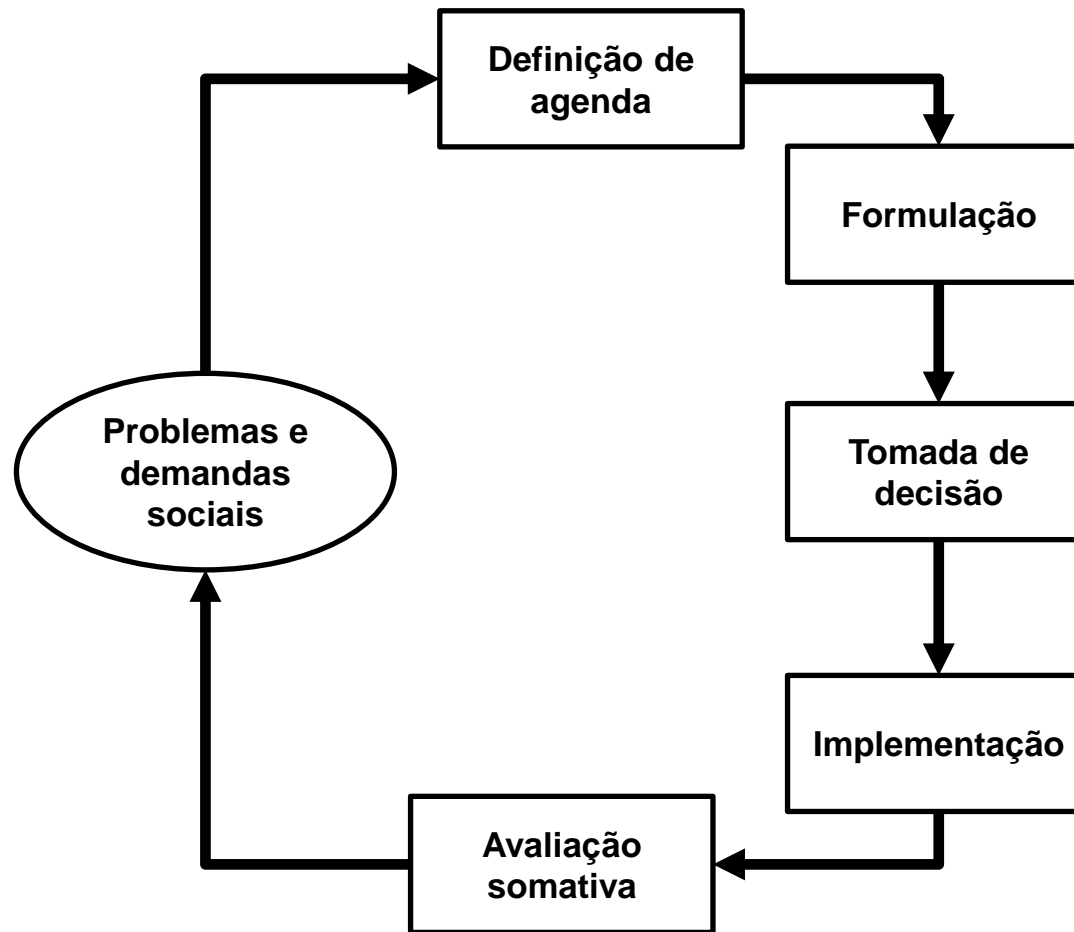 Definição de
agenda
Formulação
Tomada de
decisão
Implementação
Avaliação
somativa
Problemas e
demandas
sociais